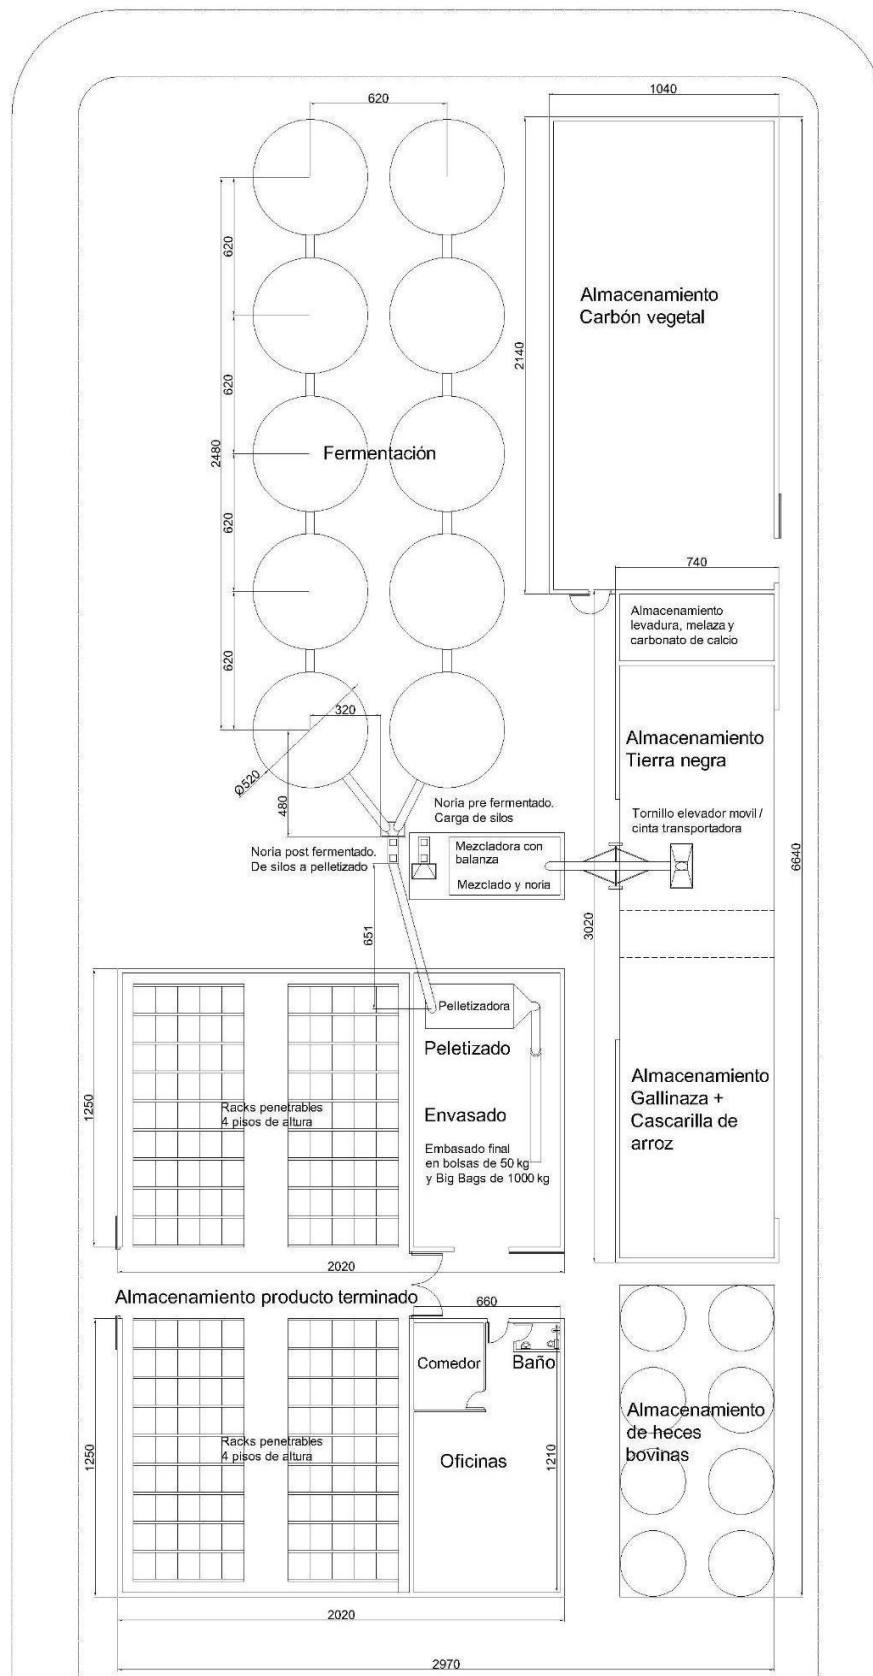 620
1040
620
2140
Almacenamiento
Carbón vegetal
620
2480
Fermentación
620
740
Almacenamiento
levadura, melaza y
carbonato de calcio
620
320
Ø520
480
Almacenamiento
Tierra negra
Noria pre fermentado.
Carga de silos
Tornillo elevador movil /
cinta transportadora
Noria post fermentado.
De silos a pelletizado
Mezcladora con
balanza
Mezclado y noria
6640
651
3020
Pelletizadora
Peletizado
1250
Racks penetrables
4 pisos de altura
Envasado
Embasado final
en bolsas de 50 kg
y Big Bags de 1000 kg
Almacenamiento
Gallinaza +
Cascarilla de
arroz
2020
Almacenamiento producto terminado
660
Comedor
Baño
1250
Racks penetrables
4 pisos de altura
Oficinas
1210
Almacenamiento
de heces
bovinas
2020
2970